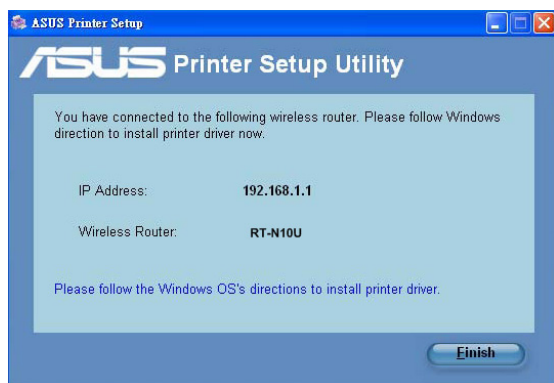 ASUS Printer Setup
ASUS Printer Setup Utility
You have connected to the following wireless router. Please follow Windows
direction to install printer driver now.
IP Address: 192.168.1.1
Wireless Router: RT-N10U
Please follow the Windows OS's directions to install printer driver.
Finish